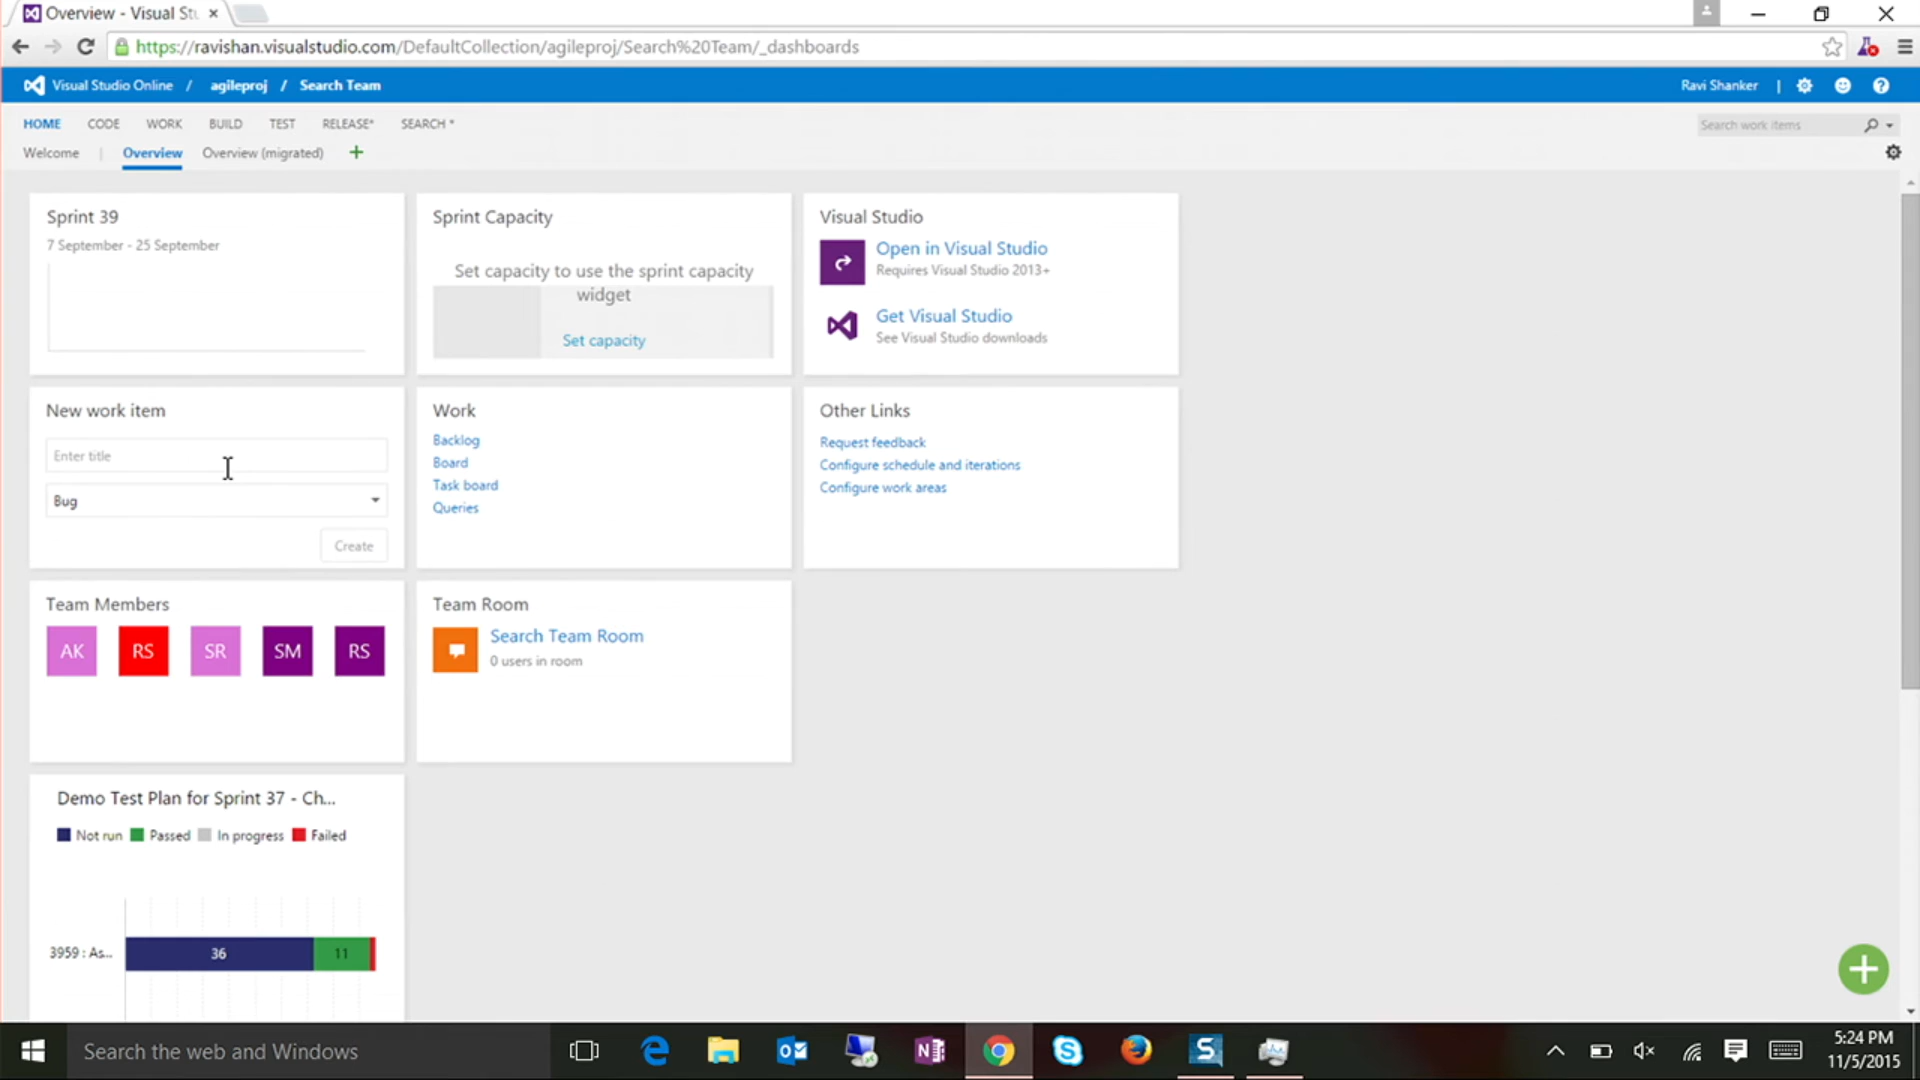 Overview - Visual Stu
https://ravishan.visualstudio.com/DefaultCollection/agileproj/Search%20Team/_dashboards
Visual Studio Online / agileproj / Search Team
Ravi Shanker |
HOME CODE WORK BUILD TEST RELEASE* SEARCH *
Search work items
Welcome | Overview Overview (migrated) +
Sprint 39
7 September - 25 September
Sprint Capacity
Set capacity to use the sprint capacity
widget
Set capacity
Visual Studio
Open in Visual Studio
Requires Visual Studio 2013+
Get Visual Studio
See Visual Studio downloads
New work item
Enter title
Bug
Create
Work
Backlog
Board
Task board
Queries
Other Links
Request feedback
Configure schedule and iterations
Configure work areas
Team Members
AK RS SR SM RS
Team Room
Search Team Room
0 users in room
Demo Test Plan for Sprint 37 - Ch...
Not run Passed In progress Failed
3959 : As... 36 11
Search the web and Windows
5:24 PM
11/5/2015